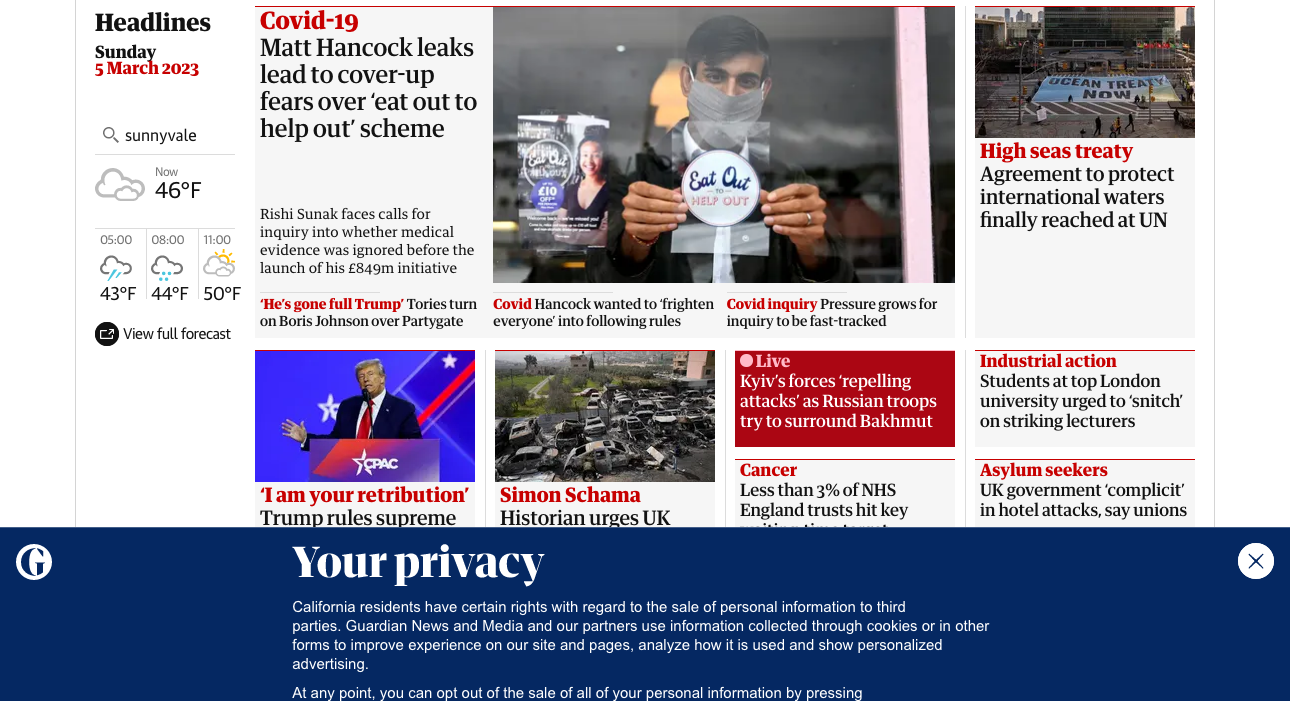 Headlines
Sunday
5 March 2023
sunnyvale
Now
46°F
05:00
08:00
11:00
43°F
44°F
50°F
View full forecast
Covid-19
Matt Hancock leaks
lead to cover-up
fears over ‘eat out to
help out’ scheme
Rishi Sunak faces calls for
inquiry into whether medical
evidence was ignored before the
launch of his £849m initiative
Eat Out
£10
OFF
Eat Out
TO
HELP OUT
‘He’s gone full Trump’ Tories turn
on Boris Johnson over Partygate
Covid Hancock wanted to ‘frighten
everyone’ into following rules
Covid inquiry Pressure grows for
inquiry to be fast-tracked
OCEAN TREATY
NOW
High seas treaty
Agreement to protect
international waters
finally reached at UN
CPAC
‘I am your retribution’
Trump rules supreme
Simon Schama
Historian urges UK
Live
Kyiv’s forces ‘repelling
attacks’ as Russian troops
try to surround Bakhmut
Cancer
Less than 3% of NHS
England trusts hit key
Industrial action
Students at top London
university urged to ‘snitch’
on striking lecturers
Asylum seekers
UK government ‘complicit’
in hotel attacks, say unions
Your privacy
California residents have certain rights with regard to the sale of personal information to third
parties. Guardian News and Media and our partners use information collected through cookies or in other
forms to improve experience on our site and pages, analyze how it is used and show personalized
advertising.
At any point, you can opt out of the sale of all of your personal information by pressing